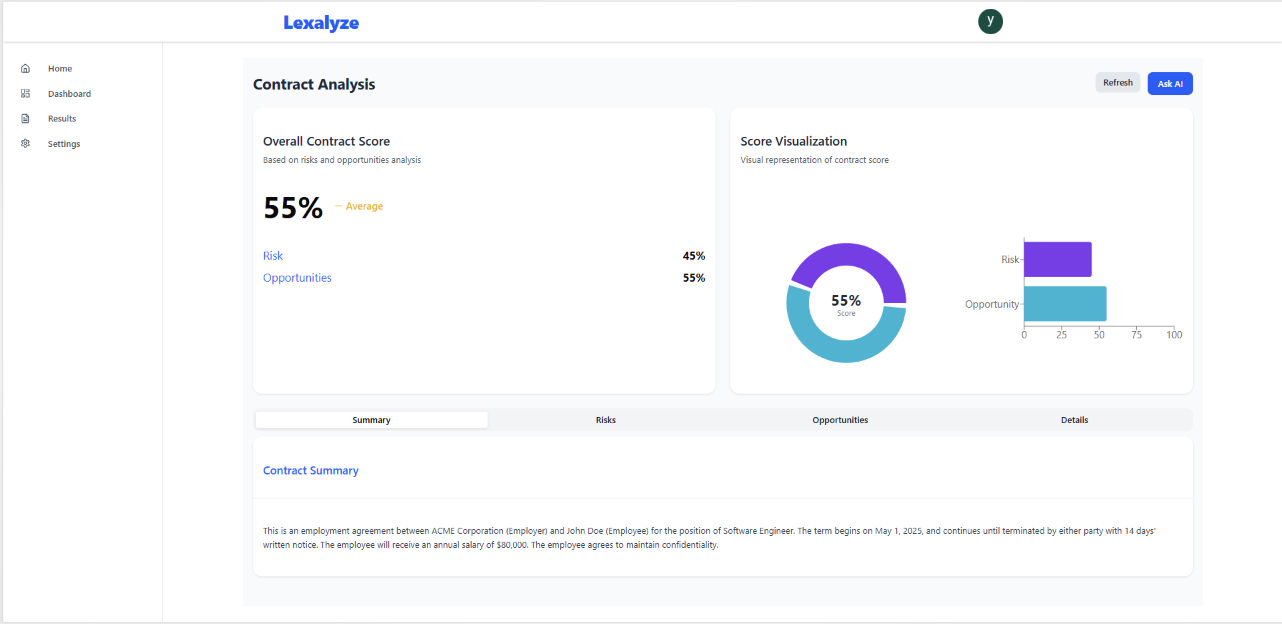 Lexalyze
y
Home
Dashboard
Results
Settings
Contract Analysis
Refresh
Ask AI
Overall Contract Score
Based on risks and opportunities analysis
55% – Average
Risk 45%
Opportunities 55%
Score Visualization
Visual representation of contract score
55%
Score
Risk
Opportunity
0 25 50 75 100
Summary Risks Opportunities Details
Contract Summary
This is an employment agreement between ACME Corporation (Employer) and John Doe (Employee) for the position of Software Engineer. The term begins on May 1, 2025, and continues until terminated by either party with 14 days'
written notice. The employee will receive an annual salary of $80,000. The employee agrees to maintain confidentiality.